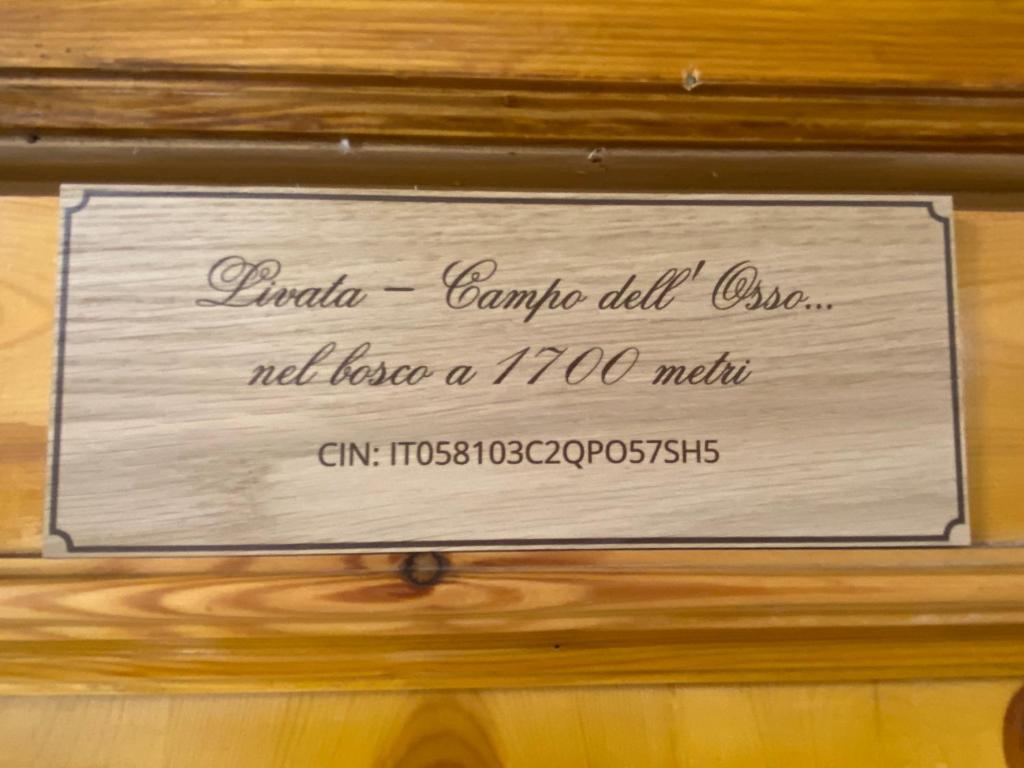 Livata – Campo dell' Osso...
nel bosco a 1700 metri
CIN: IT058103C2QPO57SH5